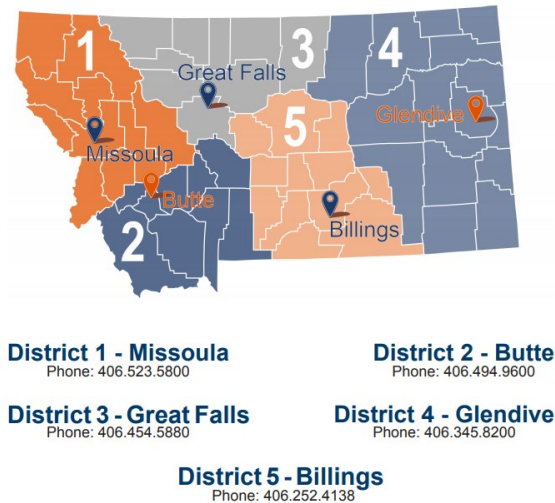 1
3
4
Great Falls
Glendive
5
Missoula
Butte
Billings
2
District 1 - Missoula
Phone: 406.523.5800
District 2 - Butte
Phone: 406.494.9600
District 3 - Great Falls
Phone: 406.454.5880
District 4 - Glendive
Phone: 406.345.8200
District 5 - Billings
Phone: 406.252.4138